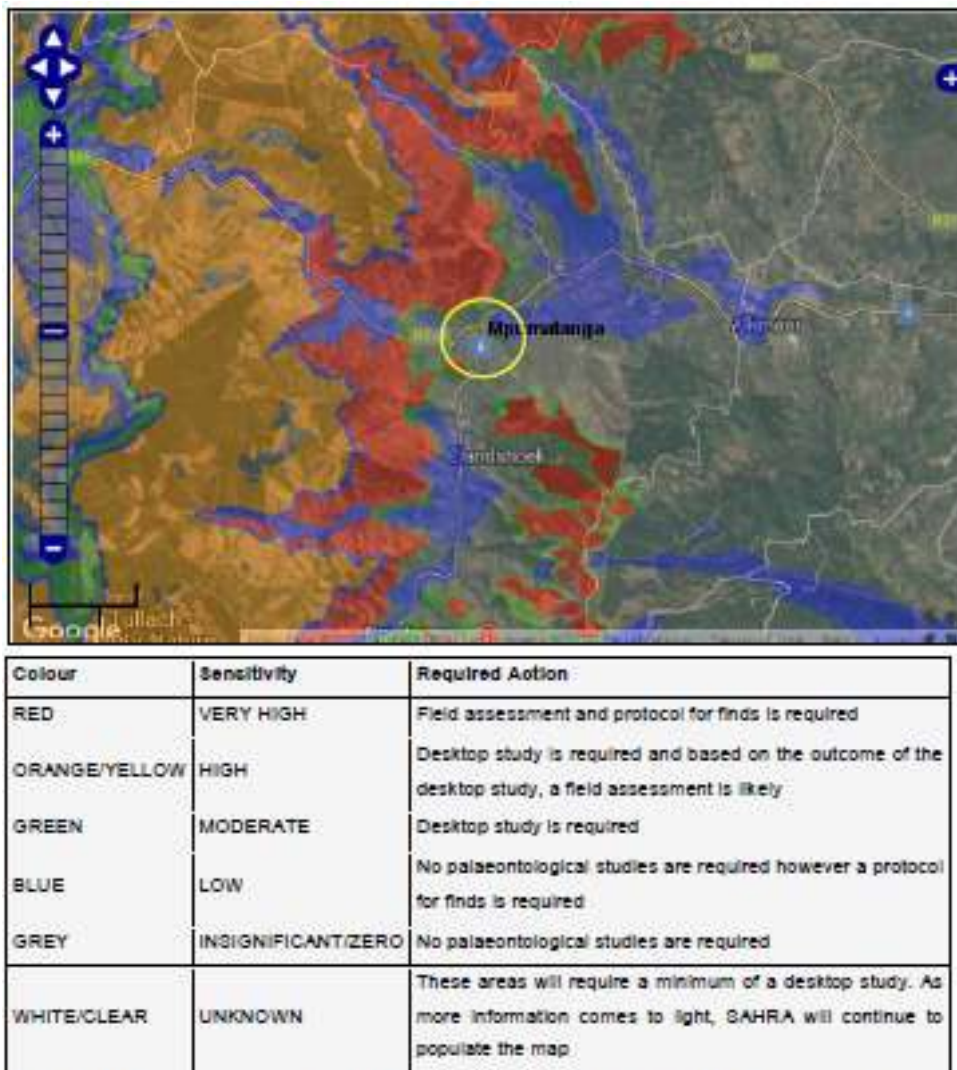 Mpumalanga
Google
Colour Sensitivity Required Action
RED VERY HIGH Field assessment and protocol for finds is required
ORANGE/YELLOW HIGH Desktop study is required and based on the outcome of the
desktop study, a field assessment is likely
GREEN MODERATE Desktop study is required
BLUE LOW No palaeontological studies are required however a protocol
for finds is required
GREY INSIGNIFICANT/ZERO No palaeontological studies are required
WHITE/CLEAR UNKNOWN These areas will require a minimum of a desktop study. As
more information comes to light, SAHRA will continue to
populate the map